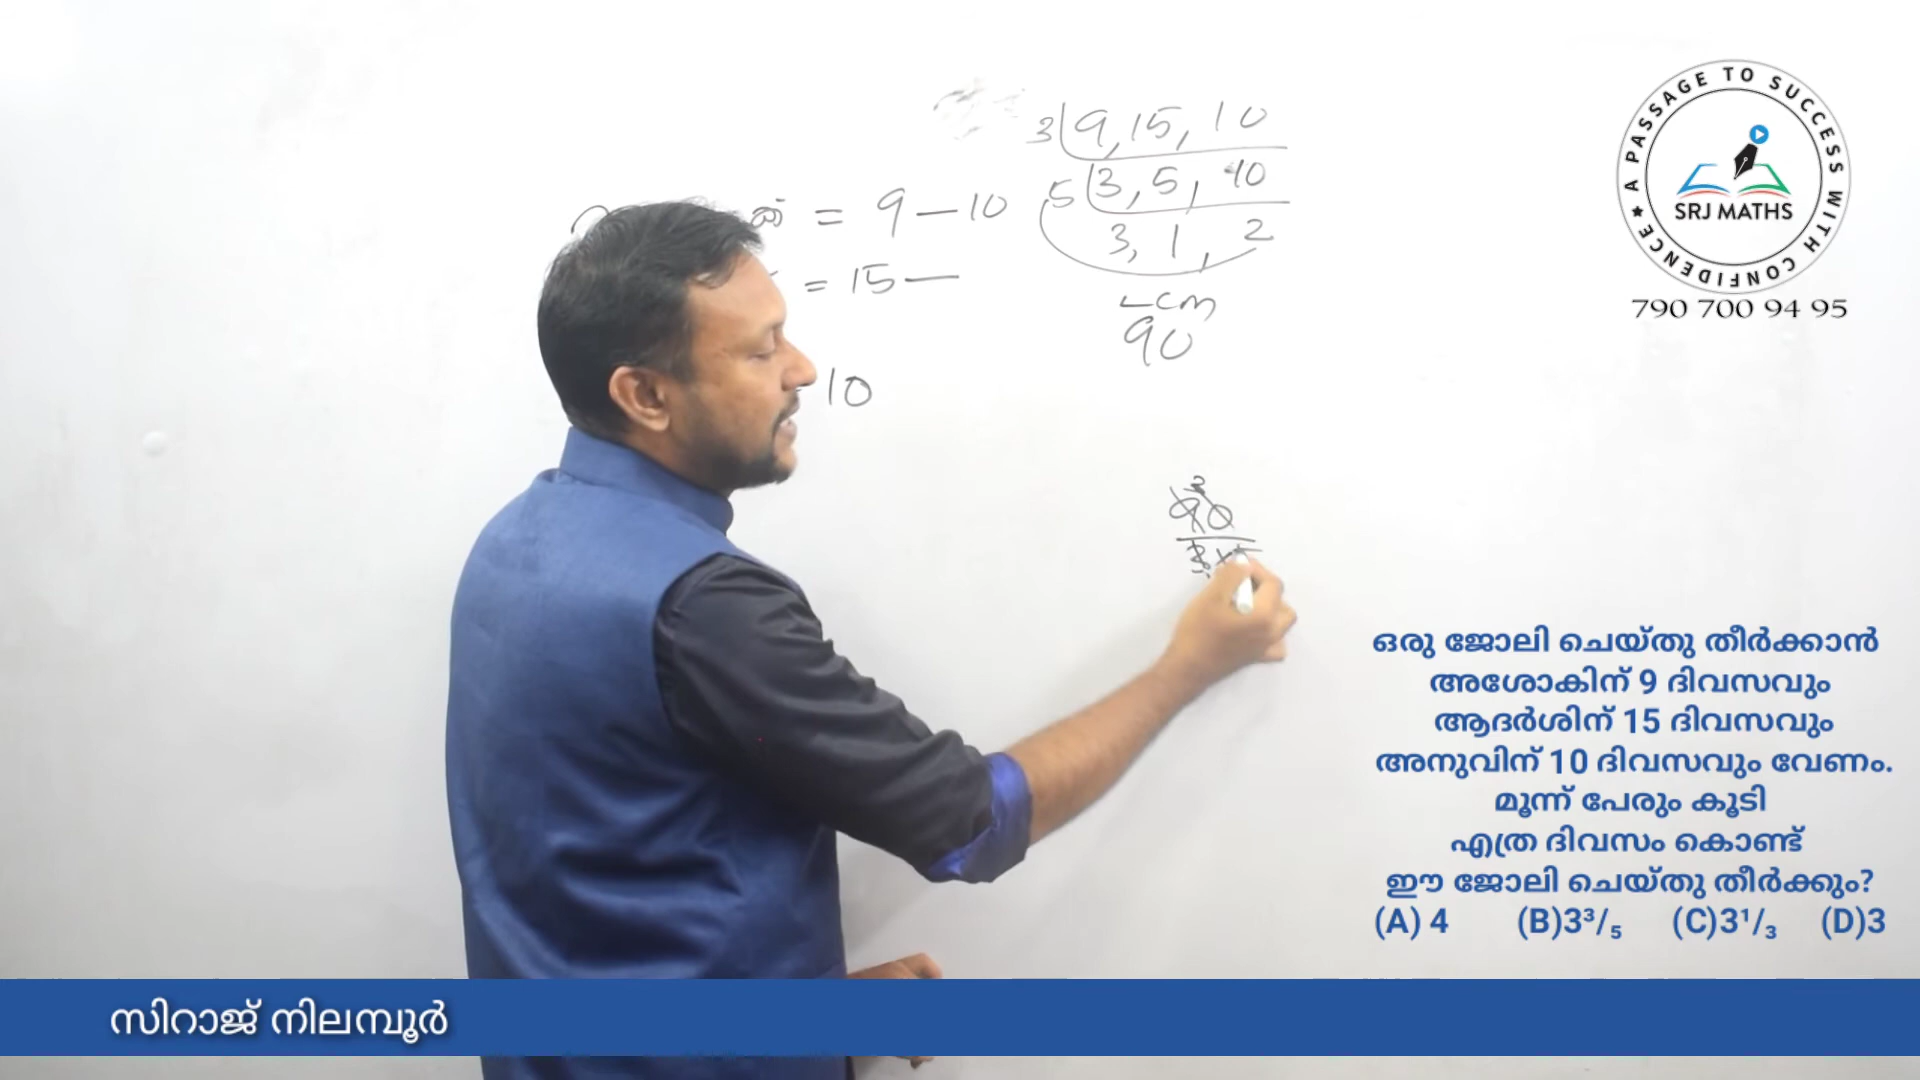 3 9, 15, 10
= 9 — 10
5 3, 5, 10
3, 1, 2
= 15 —
LCM
90
10
90
A PASSAGE TO SUCCESS WITH CONFIDENCE ★
SRJ MATHS
790 700 94 95
ഒരു ജോലി ചെയ്തു തീർക്കാൻ
അശോകിന് 9 ദിവസവും
ആദർശിന് 15 ദിവസവും
അനുവിന് 10 ദിവസവും വേണം.
മൂന്ന് പേരും കൂടി
എത്ര ദിവസം കൊണ്ട്
ഈ ജോലി ചെയ്തു തീർക്കും?
(A) 4 (B)3³/₅ (C)3¹/₃ (D)3
സിറാജ് നിലമ്പൂർ